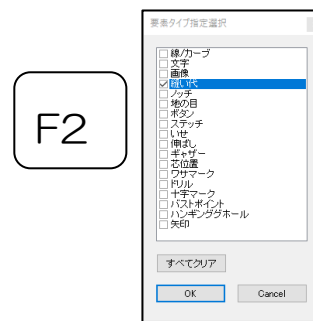 F2
要素タイプ指定選択
線/カーブ
文字
画像
縫い代
ノッチ
地の目
ボタン
ステッチ
いせ
伸ばし
ギャザー
芯位置
ワサマーク
ドリル
十字マーク
バストポイント
ハンギンググホール
矢印
すべてクリア
OK
Cancel